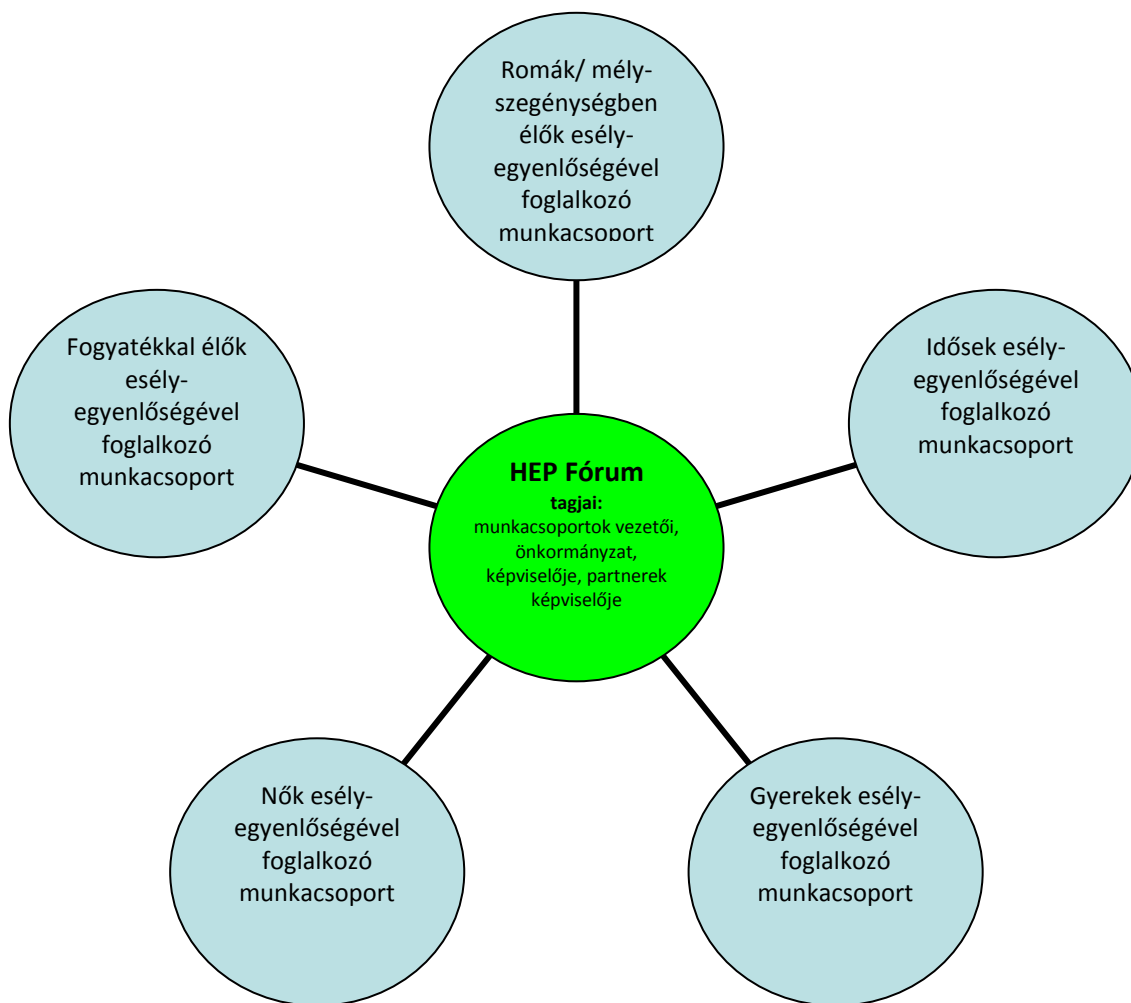 Romák/ mély-
szegénységben
élők esély-
egyenlőségével
foglalkozó
munkacsoport
Fogyatékkal élők
esély-
egyenlőségével
foglalkozó
munkacsoport
Idősek esély-
egyenlőségével
foglalkozó
munkacsoport
HEP Fórum
tagjai:
munkacsoportok vezetői,
önkormányzat,
képviselője, partnerek
képviselője
Nők esély-
egyenlőségével
foglalkozó
munkacsoport
Gyerekek esély-
egyenlőségével
foglalkozó
munkacsoport